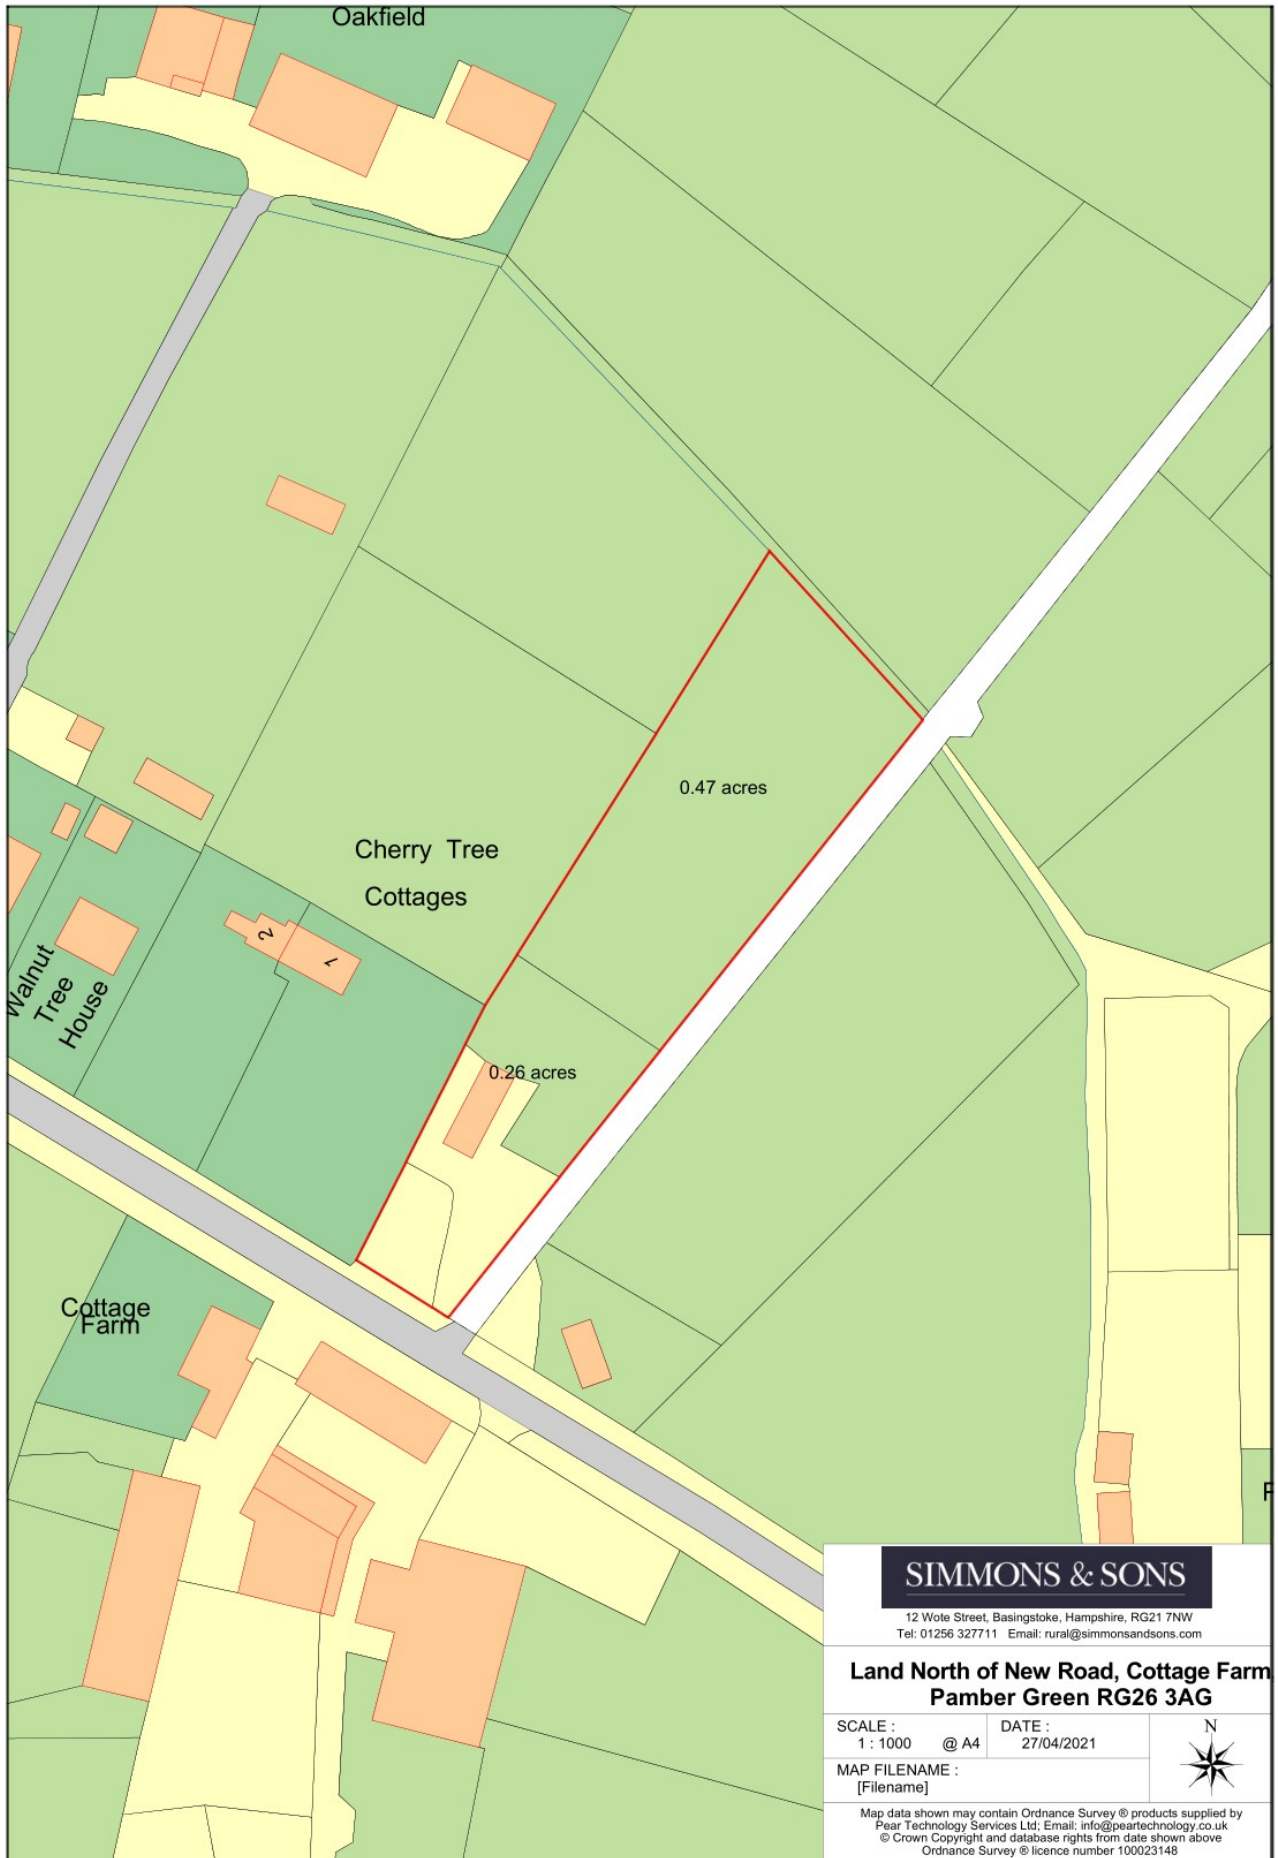 Oakfield
0.47 acres
Cherry Tree
Cottages
2
1
Walnut
Tree
House
0.26 acres
Cottage
Farm
SIMMONS & SONS
12 Wote Street, Basingstoke, Hampshire, RG21 7NW
Tel: 01256 327711 Email: rural@simmonsandsons.com
Land North of New Road, Cottage Farm
Pamber Green RG26 3AG
SCALE :
1 : 1000 @ A4
DATE :
27/04/2021
N
MAP FILENAME :
[Filename]
Map data shown may contain Ordnance Survey ® products supplied by
Pear Technology Services Ltd; Email: info@peartechnology.co.uk
© Crown Copyright and database rights from date shown above
Ordnance Survey ® licence number 100023148